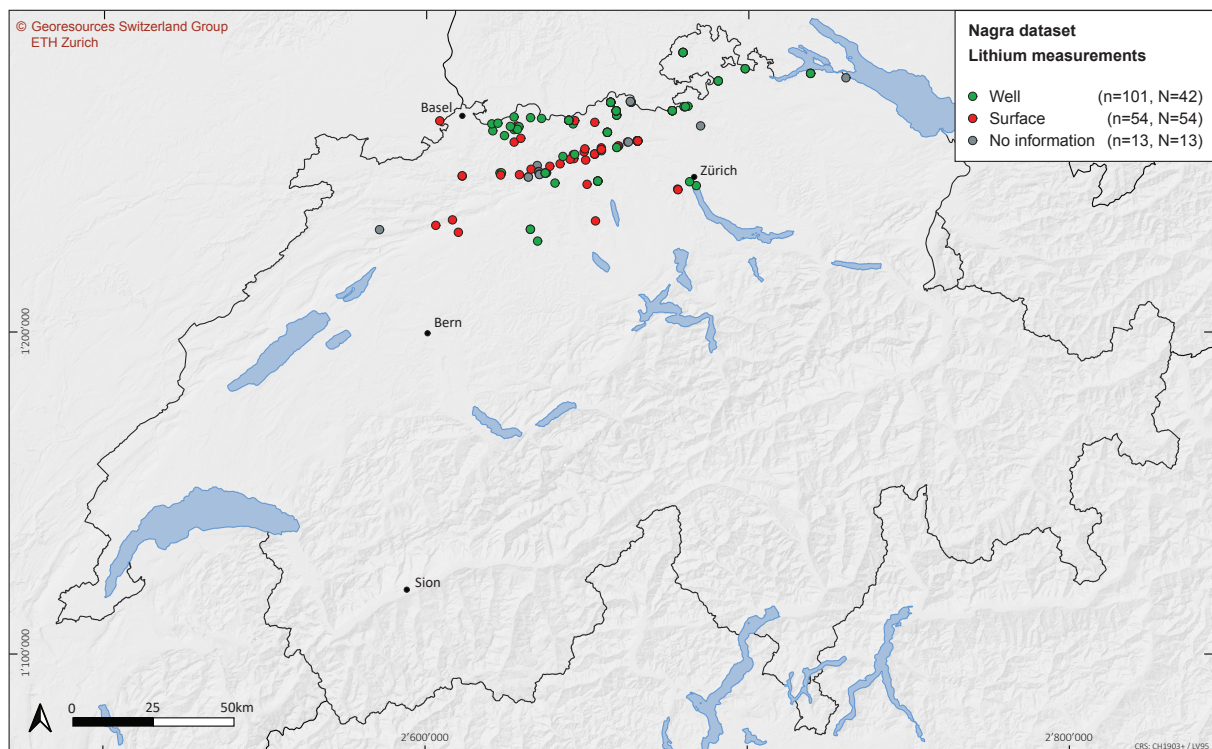 © Georesources Switzerland Group
ETH Zurich
Nagra dataset
Lithium measurements
Well (n=101, N=42)
Surface (n=54, N=54)
No information (n=13, N=13)
Basel
Zürich
Bern
Sion
1'200'000
1'100'000
0 25 50km
2'600'000
2'800'000
CRS: CH1903+ / LV95